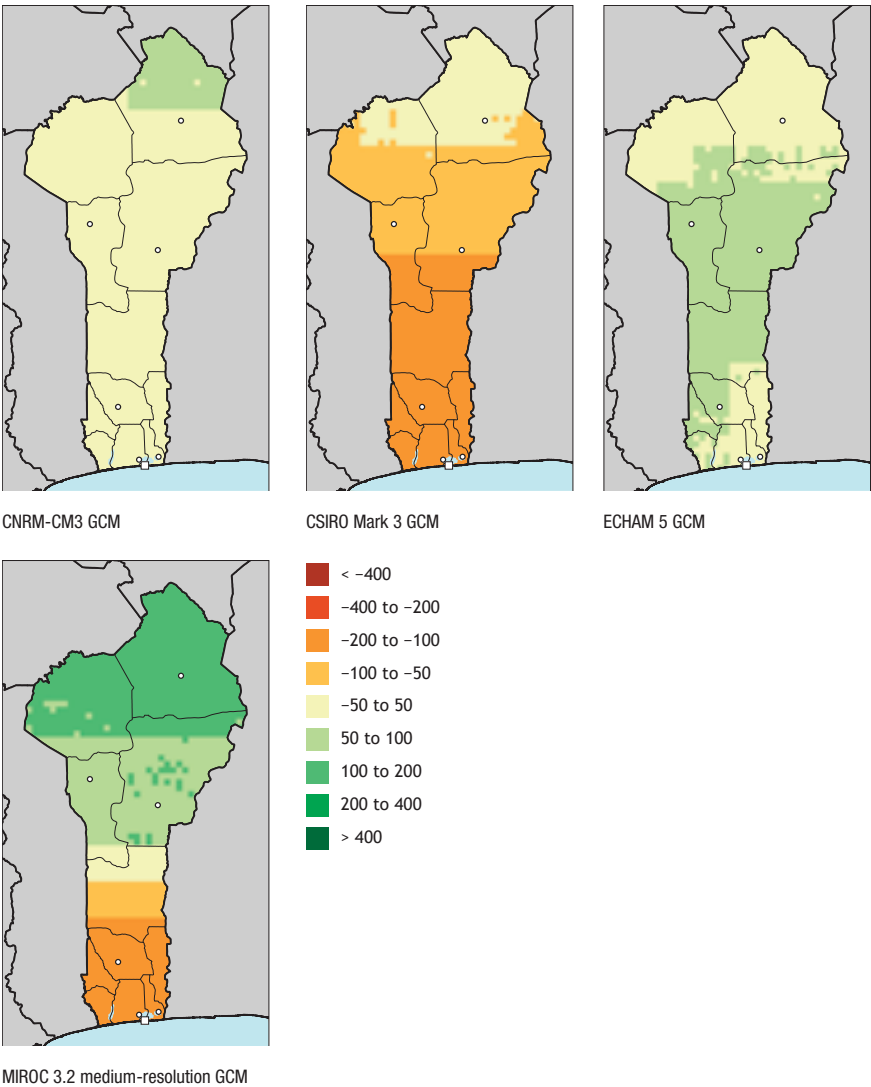 CNRM-CM3 GCM
CSIRO Mark 3 GCM
ECHAM 5 GCM
< −400
−400 to −200
−200 to −100
−100 to −50
−50 to 50
50 to 100
100 to 200
200 to 400
> 400
MIROC 3.2 medium-resolution GCM